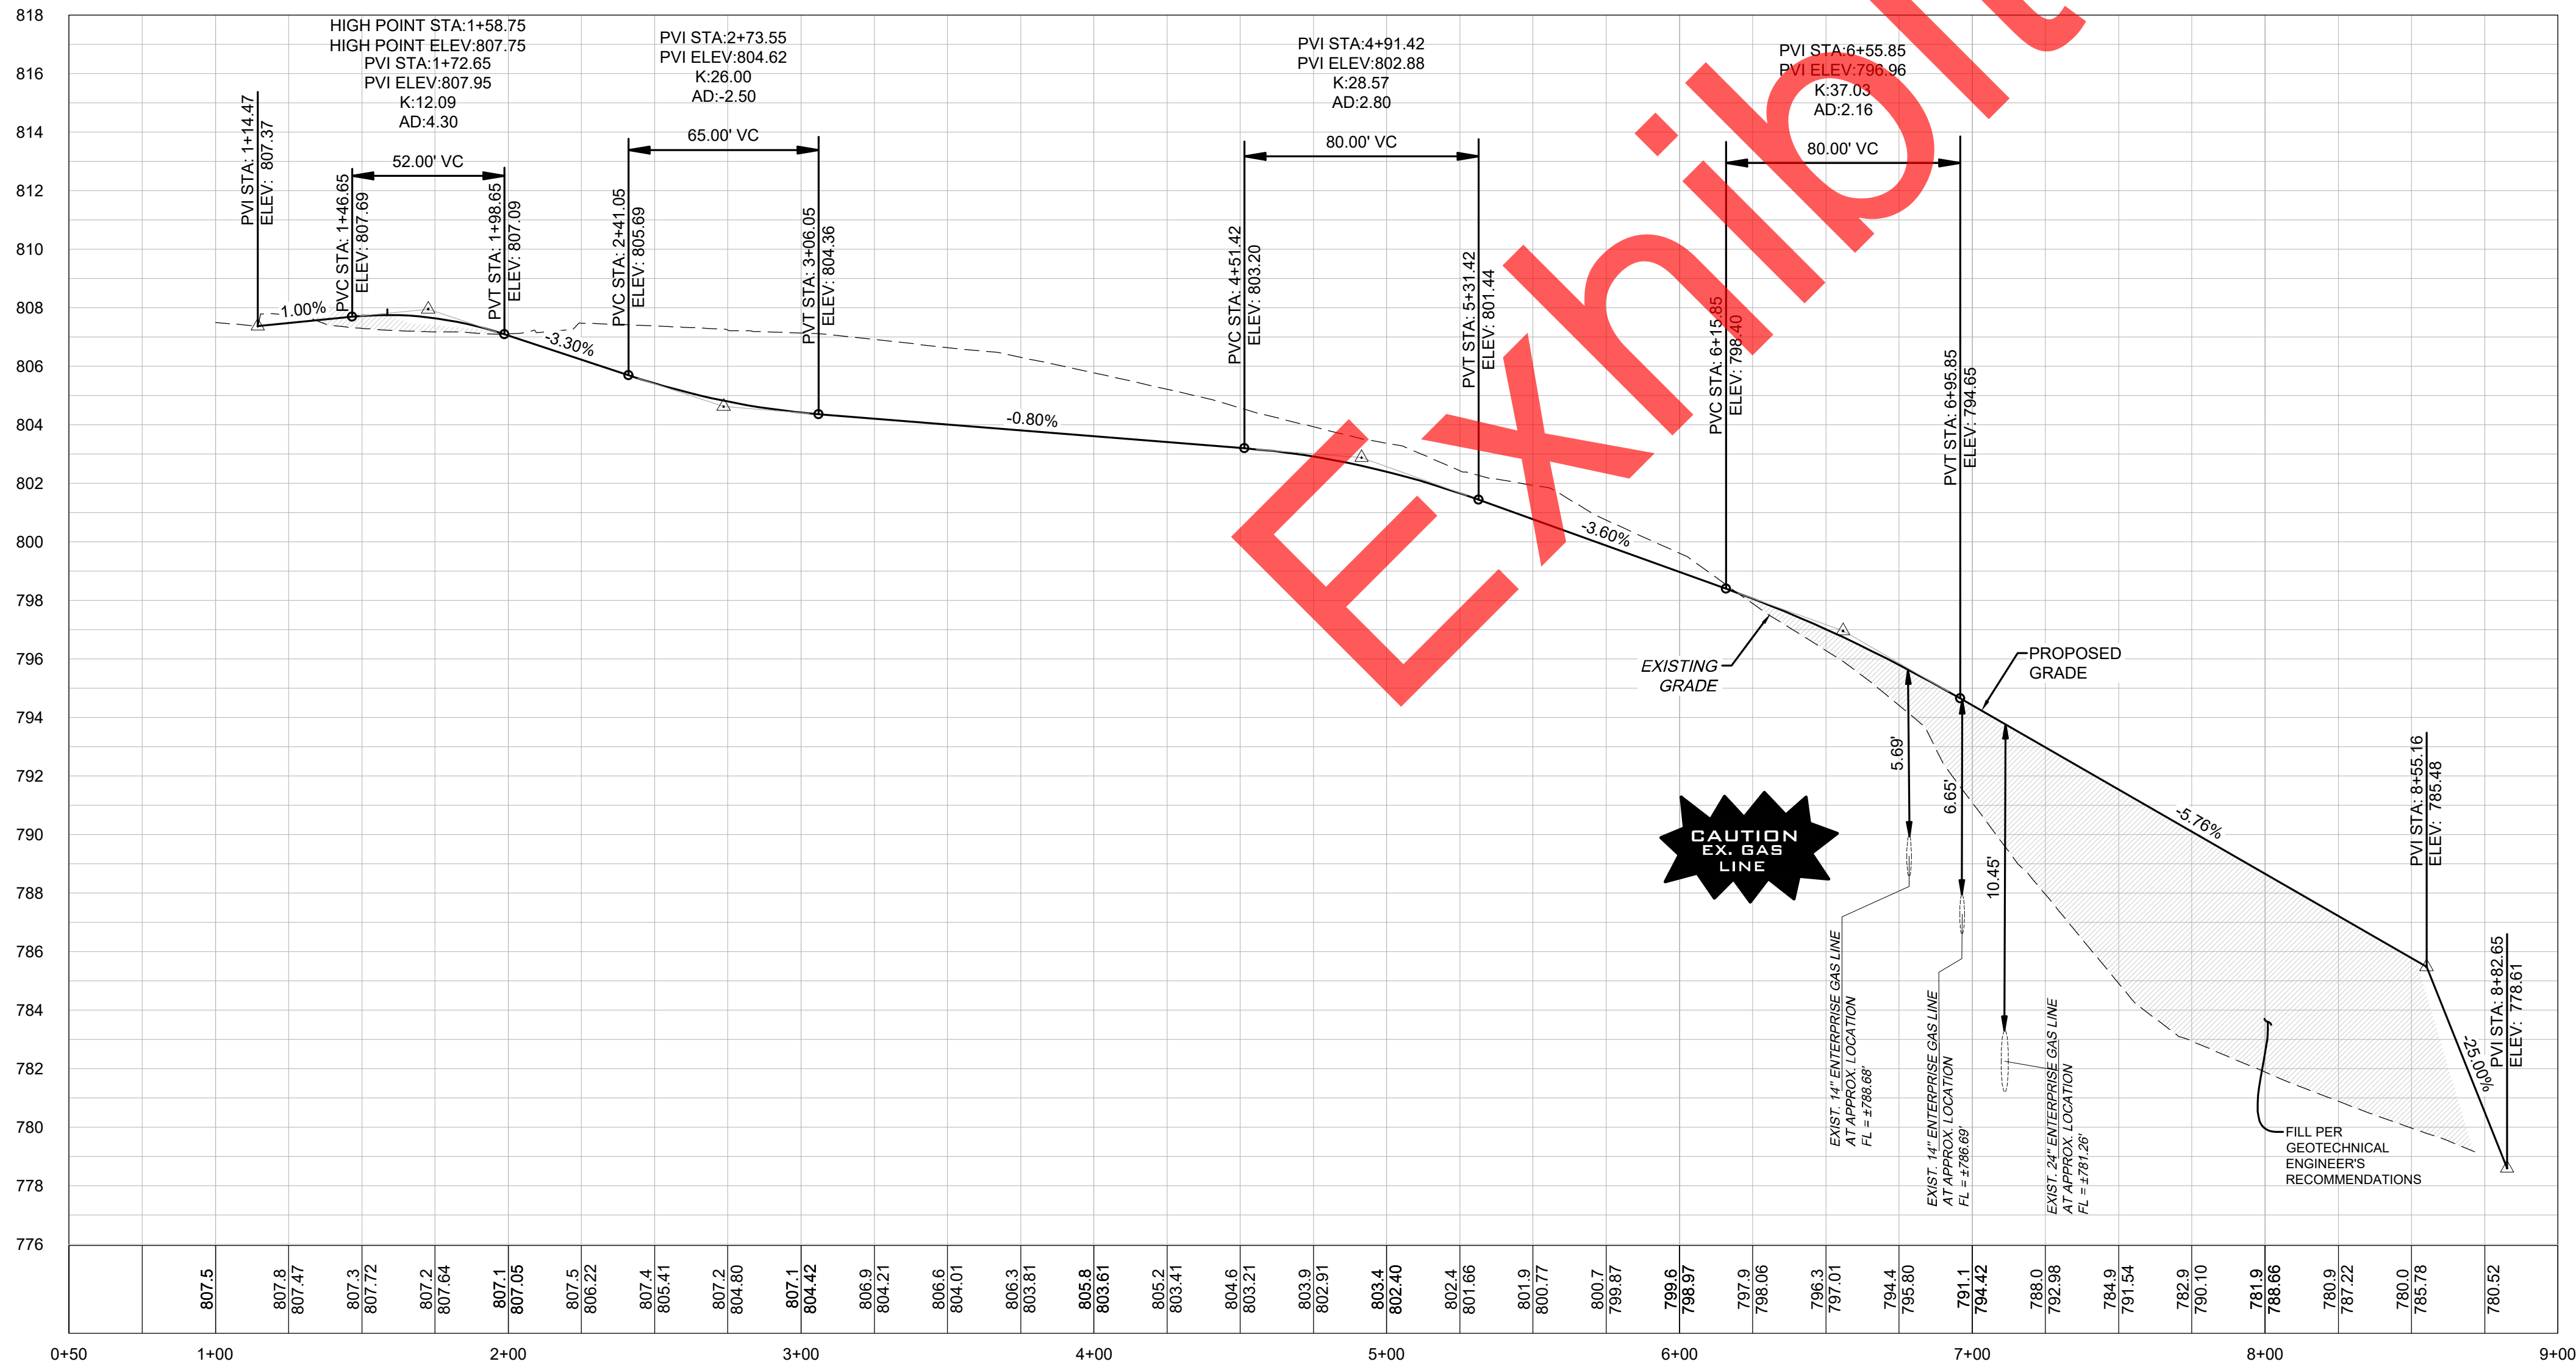 818
816
814
812
810
808
806
804
802
800
798
796
794
792
790
788
786
784
782
780
778
776
HIGH POINT STA:1+58.75
HIGH POINT ELEV:807.75
PVI STA:1+72.65
PVI ELEV:807.95
K:12.09
AD:4.30
52.00' VC
PVI STA:2+73.55
PVI ELEV:804.62
K:26.00
AD:-2.50
65.00' VC
PVI STA:4+91.42
PVI ELEV:802.88
K:28.57
AD:2.80
80.00' VC
PVI STA:6+55.85
PVI ELEV:796.96
K:37.03
AD:2.16
80.00' VC
Exhibit
PVI STA: 1+14.47
ELEV: 807.37
PVC STA: 1+46.65
ELEV: 807.69
PVT STA: 1+98.65
ELEV: 807.09
PVC STA: 2+41.05
ELEV: 805.69
PVT STA: 3+06.05
ELEV: 804.36
PVC STA: 4+51.42
ELEV: 803.20
PVT STA: 5+31.42
ELEV: 801.44
PVC STA: 6+15.85
ELEV: 798.40
PVT STA: 6+95.85
ELEV: 794.65
PVI STA: 8+55.16
ELEV: 785.48
PVI STA: 8+82.65
ELEV: 778.61
1.00%
-3.30%
-0.80%
-3.60%
-5.76%
-25.00%
EXISTING
GRADE
PROPOSED
GRADE
5.69'
6.65'
10.45'
CAUTION
EX. GAS
LINE
EXIST. 14" ENTERPRISE GAS LINE
AT APPROX. LOCATION
FL = ±788.68'
EXIST. 14" ENTERPRISE GAS LINE
AT APPROX. LOCATION
FL = ±786.69'
EXIST. 24" ENTERPRISE GAS LINE
AT APPROX. LOCATION
FL = ±781.26'
FILL PER
GEOTECHNICAL
ENGINEER'S
RECOMMENDATIONS
807.5
807.8
807.47
807.3
807.72
807.2
807.64
807.1
807.05
807.5
806.22
807.4
805.41
807.2
804.80
807.1
804.42
806.9
804.21
806.6
804.01
806.3
803.81
805.8
803.61
805.2
803.41
804.6
803.21
803.9
802.91
803.4
802.40
802.4
801.66
801.9
800.77
800.7
799.87
799.6
798.97
797.9
798.06
796.3
797.01
794.4
795.80
791.1
794.42
788.0
792.98
784.9
791.54
782.9
790.10
781.9
788.66
780.9
787.22
780.0
785.78
780.52
0+50
1+00
2+00
3+00
4+00
5+00
6+00
7+00
8+00
9+00